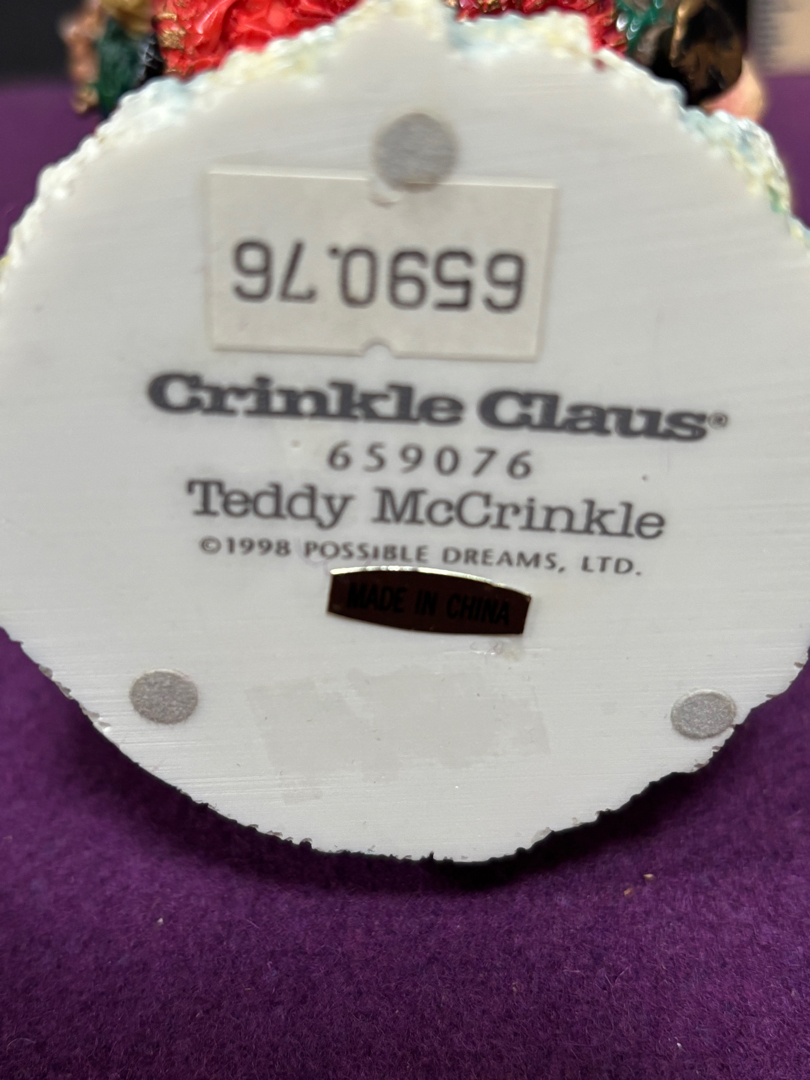 6590.76
Crinkle Claus®
659076
Teddy McCrinkle
©1998 POSSIBLE DREAMS, LTD.
MADE IN CHINA